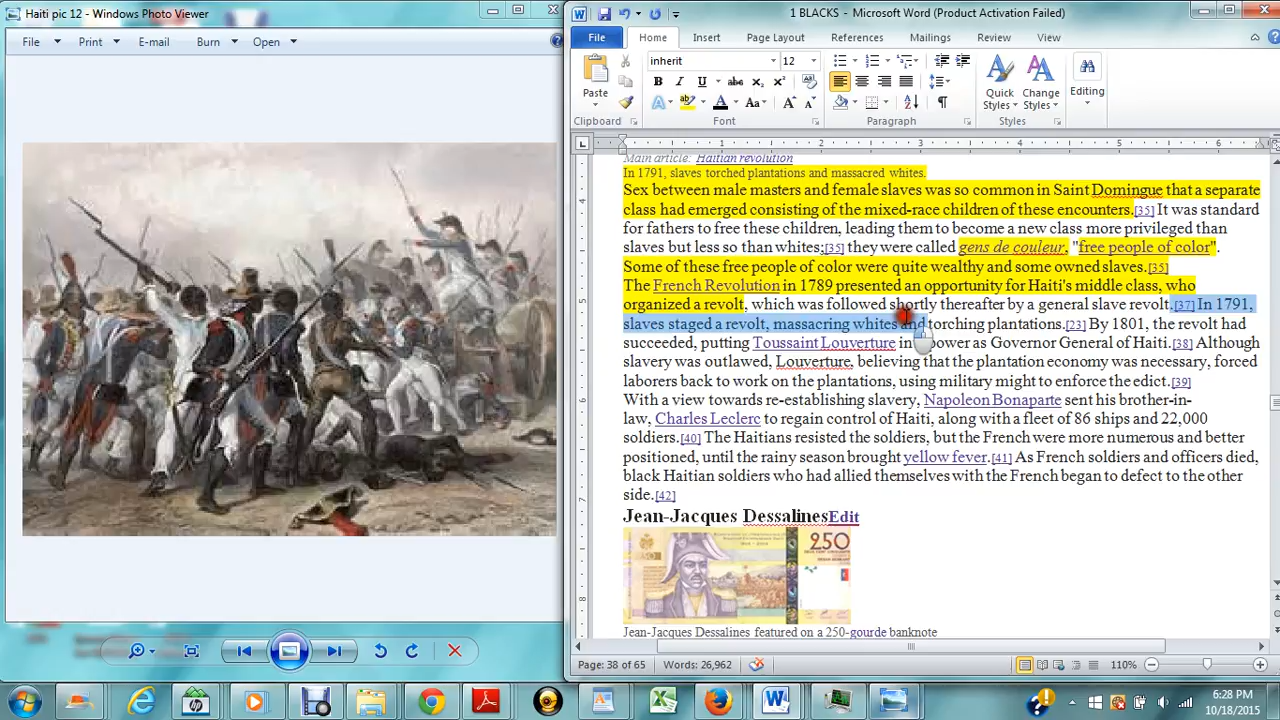 Haiti pic 12 - Windows Photo Viewer
File Print E-mail Burn Open
1 BLACKS - Microsoft Word (Product Activation Failed)
File Home Insert Page Layout References Mailings Review View
inherit 12
Paste
Quick Styles
Change Styles
Editing
Clipboard Font Paragraph Styles
1 2 3 4 5 6
Main article: Haitian revolution
In 1791, slaves torched plantations and massacred whites.
Sex between male masters and female slaves was so common in Saint Domingue that a separate
class had emerged consisting of the mixed-race children of these encounters.[35] It was standard
for fathers to free these children, leading them to become a new class more privileged than
slaves but less so than whites;[35] they were called gens de couleur, "free people of color".
Some of these free people of color were quite wealthy and some owned slaves.[35]
The French Revolution in 1789 presented an opportunity for Haiti's middle class, who
organized a revolt, which was followed shortly thereafter by a general slave revolt.[37] In 1791,
slaves staged a revolt, massacring whites and torching plantations.[23] By 1801, the revolt had
succeeded, putting Toussaint Louverture in power as Governor General of Haiti.[38] Although
slavery was outlawed, Louverture, believing that the plantation economy was necessary, forced
laborers back to work on the plantations, using military might to enforce the edict.[39]
With a view towards re-establishing slavery, Napoleon Bonaparte sent his brother-in-
law, Charles Leclerc to regain control of Haiti, along with a fleet of 86 ships and 22,000
soldiers.[40] The Haitians resisted the soldiers, but the French were more numerous and better
positioned, until the rainy season brought yellow fever.[41] As French soldiers and officers died,
black Haitian soldiers who had allied themselves with the French began to defect to the other
side.[42]
Jean-Jacques DessalinesEdit
250
Jean-Jacques Dessalines featured on a 250-gourde banknote
Page: 38 of 65 Words: 26,962 110%
6:28 PM
10/18/2015